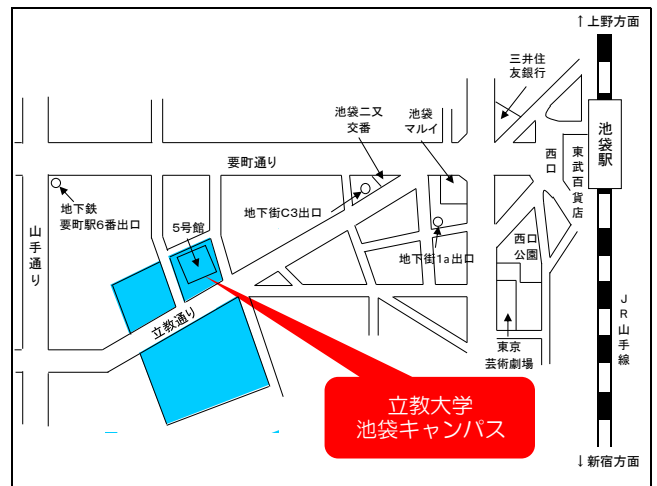 ↑上野方面
三井住
友銀行
池袋二又
交番
池袋
マルイ
池袋駅
西口
東武百貨店
要町通り
地下鉄
要町駅6番出口
地下街C3出口
山手通り
5号館
地下街1a出口
西口
公園
立教通り
JR山手線
東京
芸術劇場
立教大学
池袋キャンパス
↓新宿方面